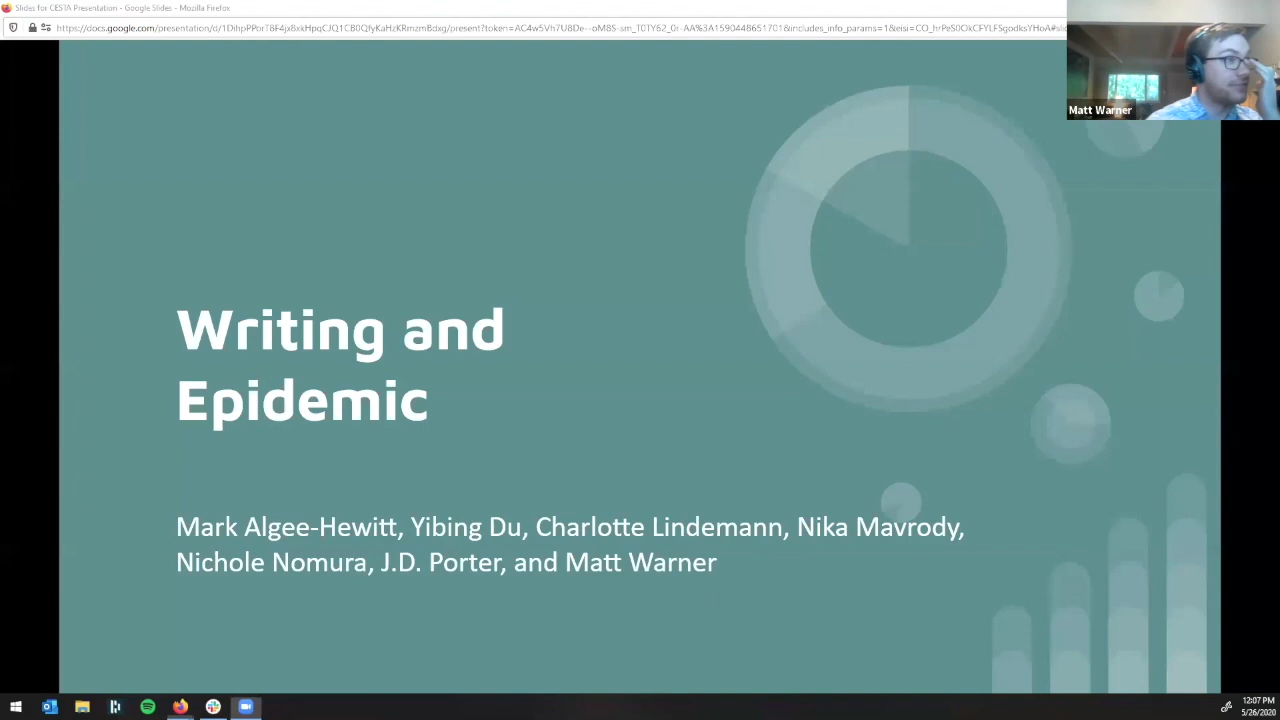 Slides for CESTA Presentation - Google Slides - Mozilla Firefox
Matt Warner
Writing and
Epidemic
Mark Algee-Hewitt, Yibing Du, Charlotte Lindemann, Nika Mavrody,
Nichole Nomura, J.D. Porter, and Matt Warner
12:07 PM
5/26/2020